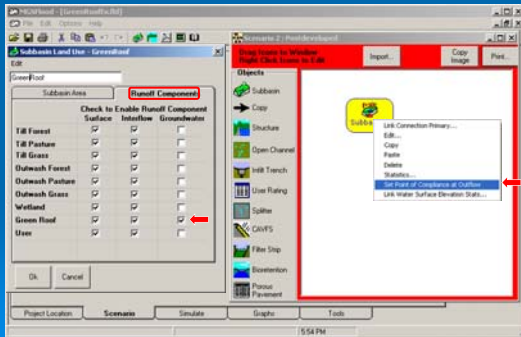 MGSFlood - [GreenRoofEx.fld]
File Edit Options Help
Subbasin Land Use - GreenRoof
Edit
GreenRoof
Subbasin Area
Runoff Components
Check to Enable Runoff Component
Surface Interflow Groundwater
Till Forest
Till Pasture
Till Grass
Outwash Forest
Outwash Pasture
Outwash Grass
Wetland
Green Roof
User
Ok
Cancel
Scenario 2 : Postdeveloped
Drag Icons to Window
Right Click Icons to Edit
Import...
Copy Image
Print...
Objects
Subbasin
Copy
Structure
Open Channel
Infilt Trench
User Rating
Splitter
CAVFS
Filter Strip
Bioretention
Porous Pavement
Link Connection Primary...
Edit...
Copy
Paste
Delete
Statistics...
Set Point of Compliance at Outflow
Link Water Surface Elevation Stats...
Project Location
Scenario
Simulate
Graphs
Tools
5:54 PM